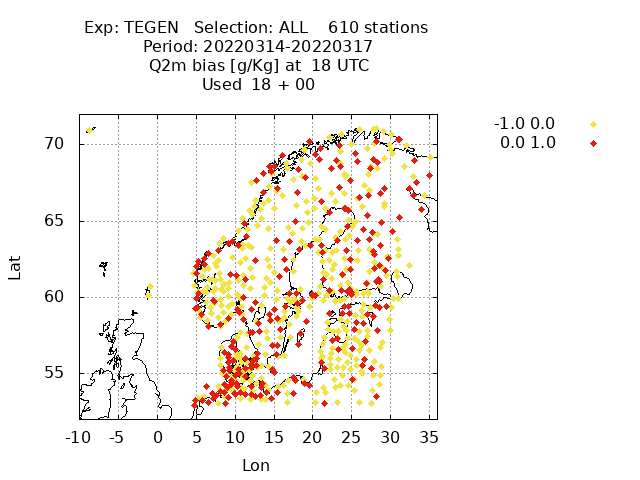 Exp: TEGEN   Selection: ALL    610 stations
Period: 20220314-20220317
Q2m bias [g/Kg] at  18 UTC
Used  18 + 00
-1.0 0.0
0.0 1.0
70
65
60
55
Lat
-10 -5 0 5 10 15 20 25 30 35
Lon